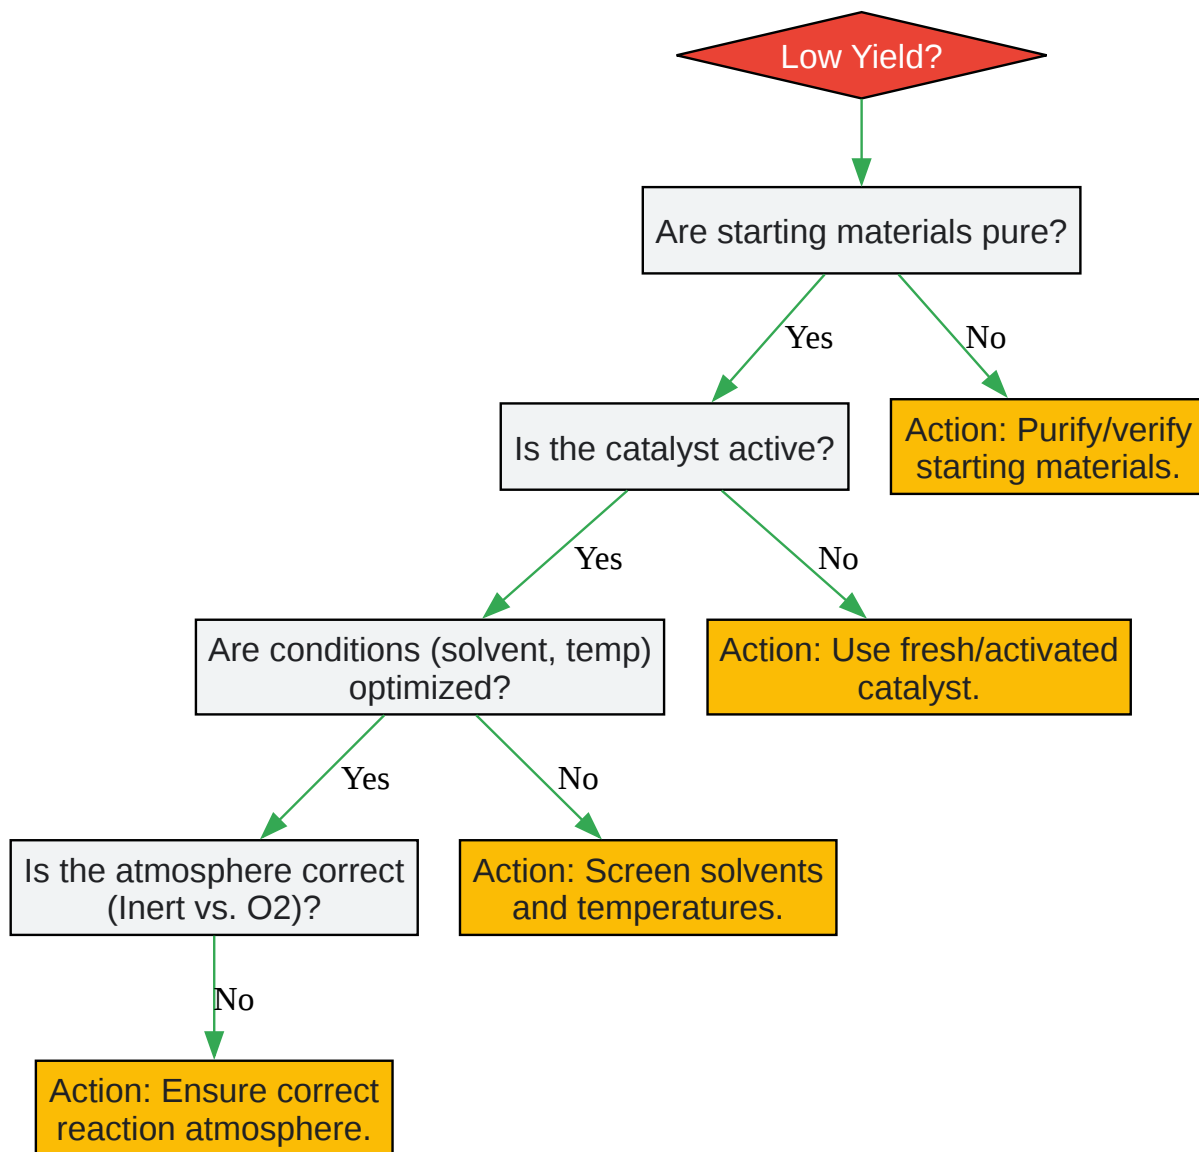 Low Yield?
Are starting materials pure?
Yes
No
Is the catalyst active?
Action: Purify/verify
starting materials.
Yes
No
Are conditions (solvent, temp)
optimized?
Action: Use fresh/activated
catalyst.
Yes
No
Is the atmosphere correct
(Inert vs. O2)?
Action: Screen solvents
and temperatures.
No
Action: Ensure correct
reaction atmosphere.